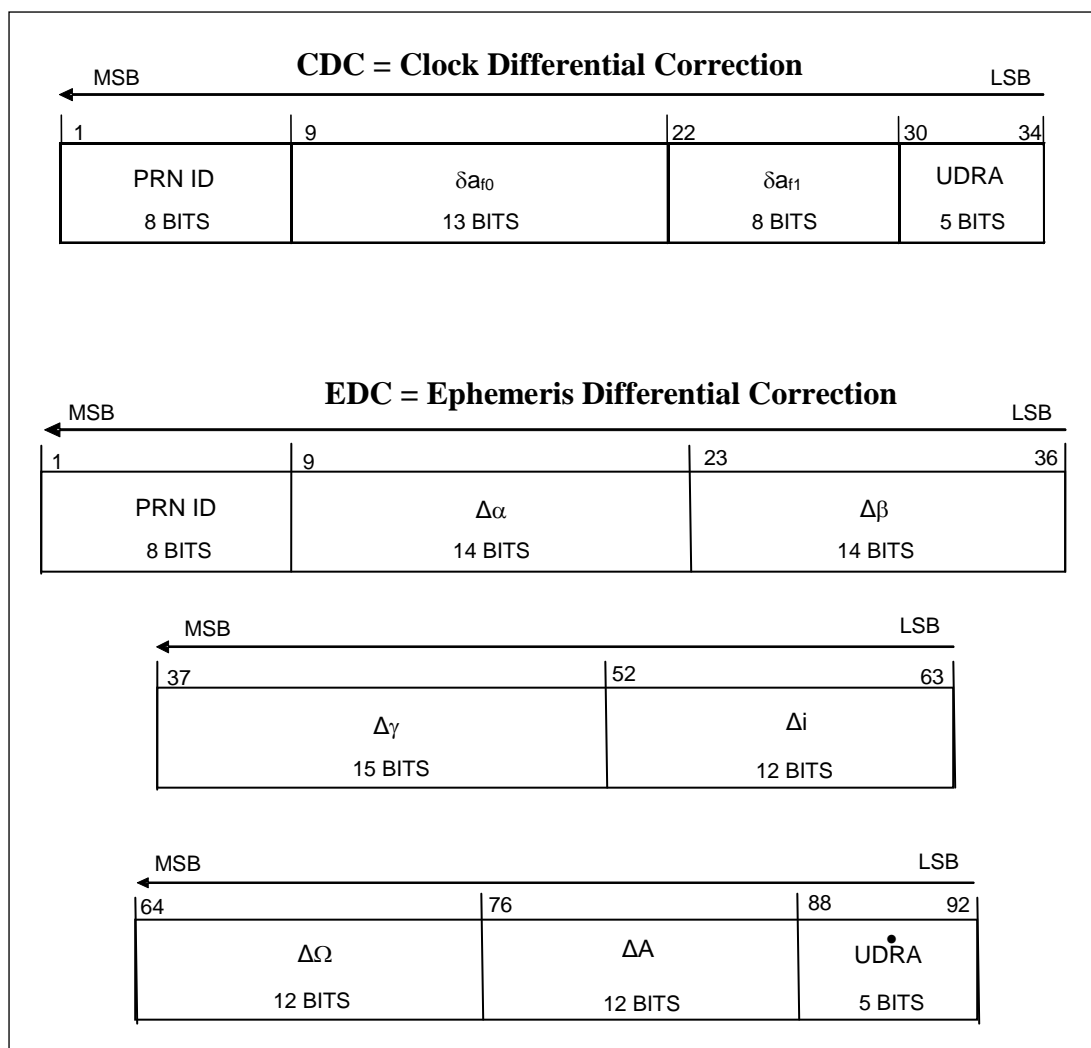 CDC = Clock Differential Correction
MSB LSB
1 9 22 30 34
PRN ID δaf0 δaf1 UDRA
8 BITS 13 BITS 8 BITS 5 BITS
EDC = Ephemeris Differential Correction
MSB LSB
1 9 23 36
PRN ID Δα Δβ
8 BITS 14 BITS 14 BITS
MSB LSB
37 52 63
Δγ Δi
15 BITS 12 BITS
MSB LSB
64 76 88 92
ΔΩ ΔA UDṘA
12 BITS 12 BITS 5 BITS